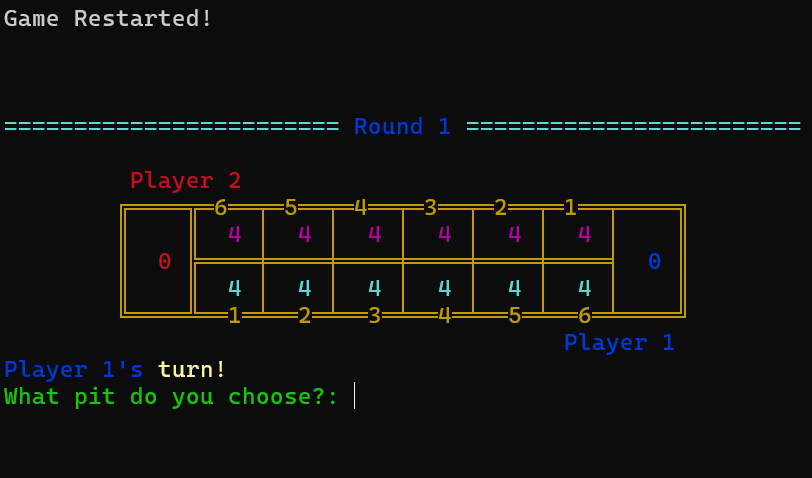 Game Restarted!
======================== Round 1 ========================
Player 2
6 5 4 3 2 1
4 4 4 4 4 4
0 0
4 4 4 4 4 4
1 2 3 4 5 6
Player 1
Player 1's turn!
What pit do you choose?: